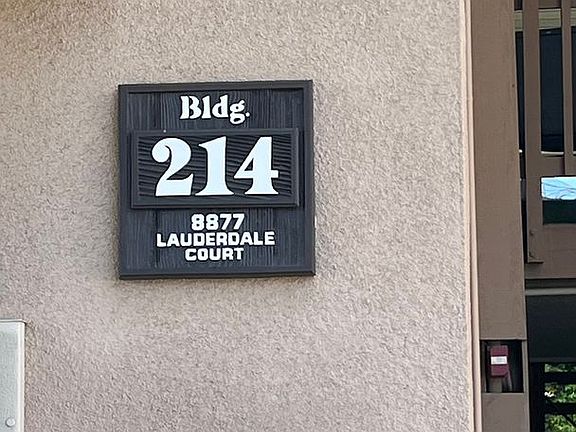 Bldg.
214
8877
LAUDERDALE
COURT